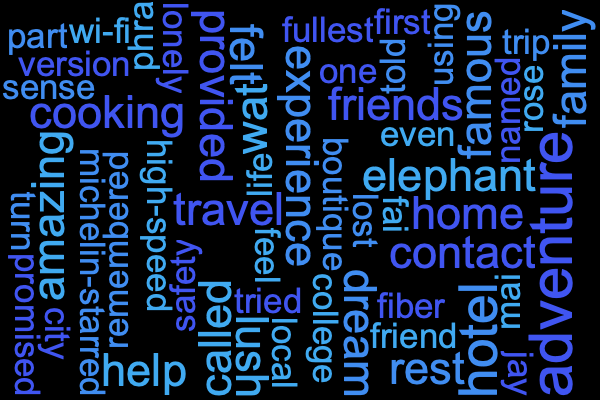 part
wi-fi
phra
lonely
provided
felt
watt
fullest
first
told
using
famous
trip
family
version
sense
cooking
experience
one
friends
named
rose
even
amazing
michelin-starred
remembered
high-speed
life
boutique
elephant
adventure
turn
travel
feel
lost
fai
home
contact
promised
city
safety
called
tried
lush
local
college
dream
fiber
friend
rest
hotel
mai
jay
help